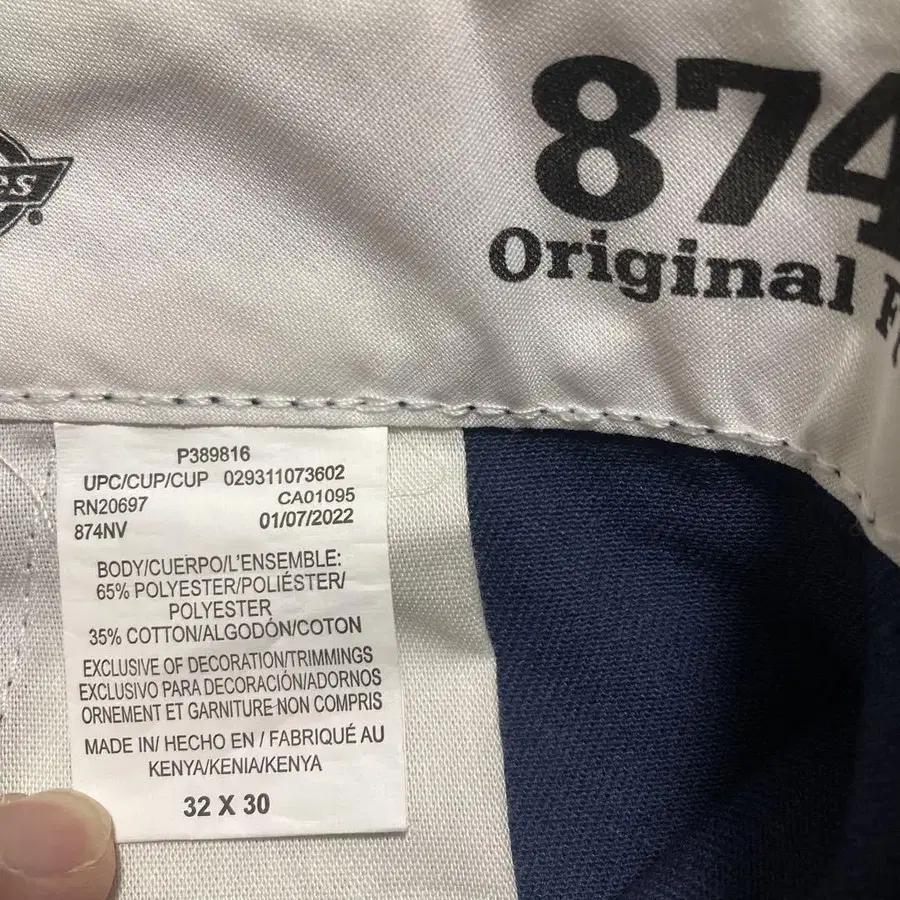 es
874
Original F
P389816
UPC/CUP/CUP 029311073602
RN20697 CA01095
874NV 01/07/2022
BODY/CUERPO/L'ENSEMBLE:
65% POLYESTER/POLIÉSTER/
POLYESTER
35% COTTON/ALGODÓN/COTON
EXCLUSIVE OF DECORATION/TRIMMINGS
EXCLUSIVO PARA DECORACIÓN/ADORNOS
ORNEMENT ET GARNITURE NON COMPRIS
MADE IN/ HECHO EN / FABRIQUÉ AU
KENYA/KENIA/KENYA
32 X 30